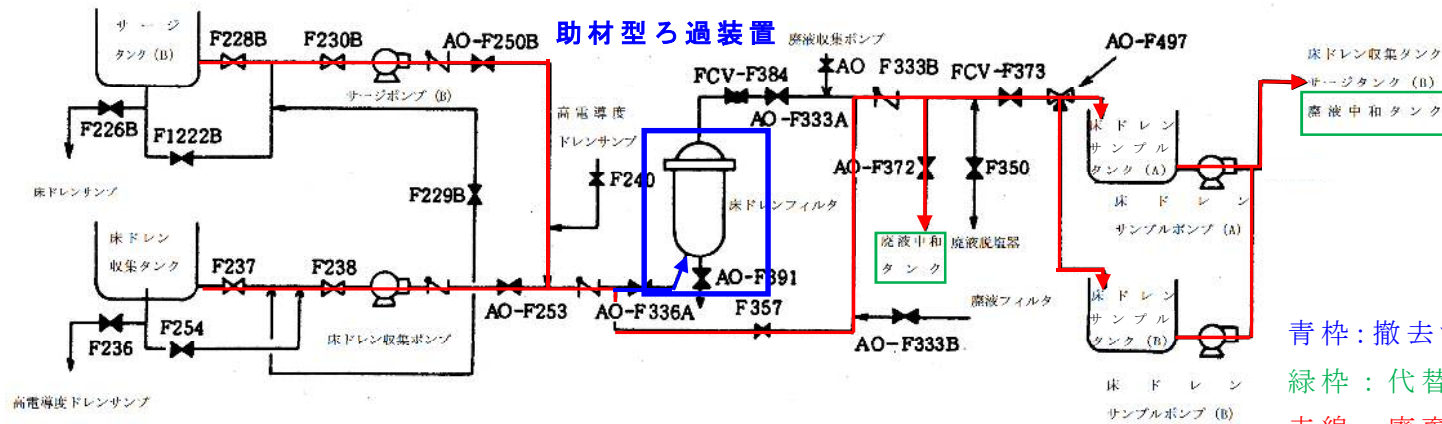 助材型ろ過装置
サージ
タンク (B)
F228B
F230B
AO-F250B
サージポンプ (B)
F226B
F1222B
床ドレンサンプ
F229B
高電導度
ドレンサンプ
F240
床ドレン
収集タンク
F237
F238
F236
F254
床ドレン収集ポンプ
高電導度ドレンサンプ
AO-F253
AO-F336A
床ドレンフィルタ
AO-F391
F357
FCV-F384
AO-F333A
廃液収集ポンプ
AO
F333B
FCV-F373
AO-F497
AO-F372
F350
廃液中和
タンク
廃液脱塩器
廃液フィルタ
AO-F333B
床ドレン
サンプル
タンク (A)
床ドレン
サンプルポンプ (A)
床ドレン
サンプル
タンク (B)
床ドレン
サンプルポンプ (B)
床ドレン収集タンク
サージタンク (B)
廃液中和タンク
青枠：撤去
緑枠：代替